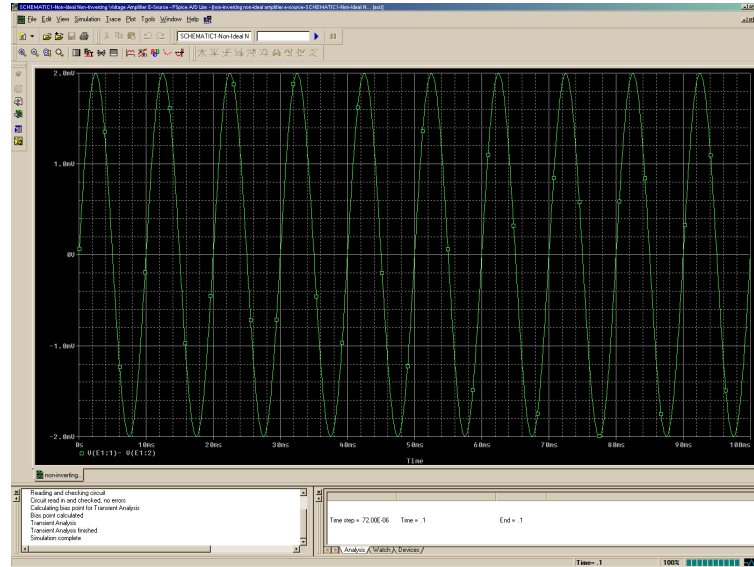 SCHEMATIC1-Non-Ideal Non-Inverting Voltage Amplifier E-Source - PSpice A/D Lite - [non-inverting non-ideal amplifier e-source-SCHEMATIC1-Non-Ideal N...
File Edit View Simulation Trace Plot Tools Window Help
SCHEMATIC1-Non-Ideal N
2.0mV
1.0mV
0V
-1.0mV
-2.0mV
0s 10ms 20ms 30ms 40ms 50ms 60ms 70ms 80ms 90ms 100ms
V(E1:1)- V(E1:2)
Time
non-inverting...
Reading and checking circuit
Circuit read in and checked, no errors
Calculating bias point for Transient Analysis
Bias point calculated
Transient Analysis
Transient Analysis finished
Simulation complete
Time step = 72.00E-06 Time = .1 End = .1
Analysis Watch Devices
Time= .1 100%